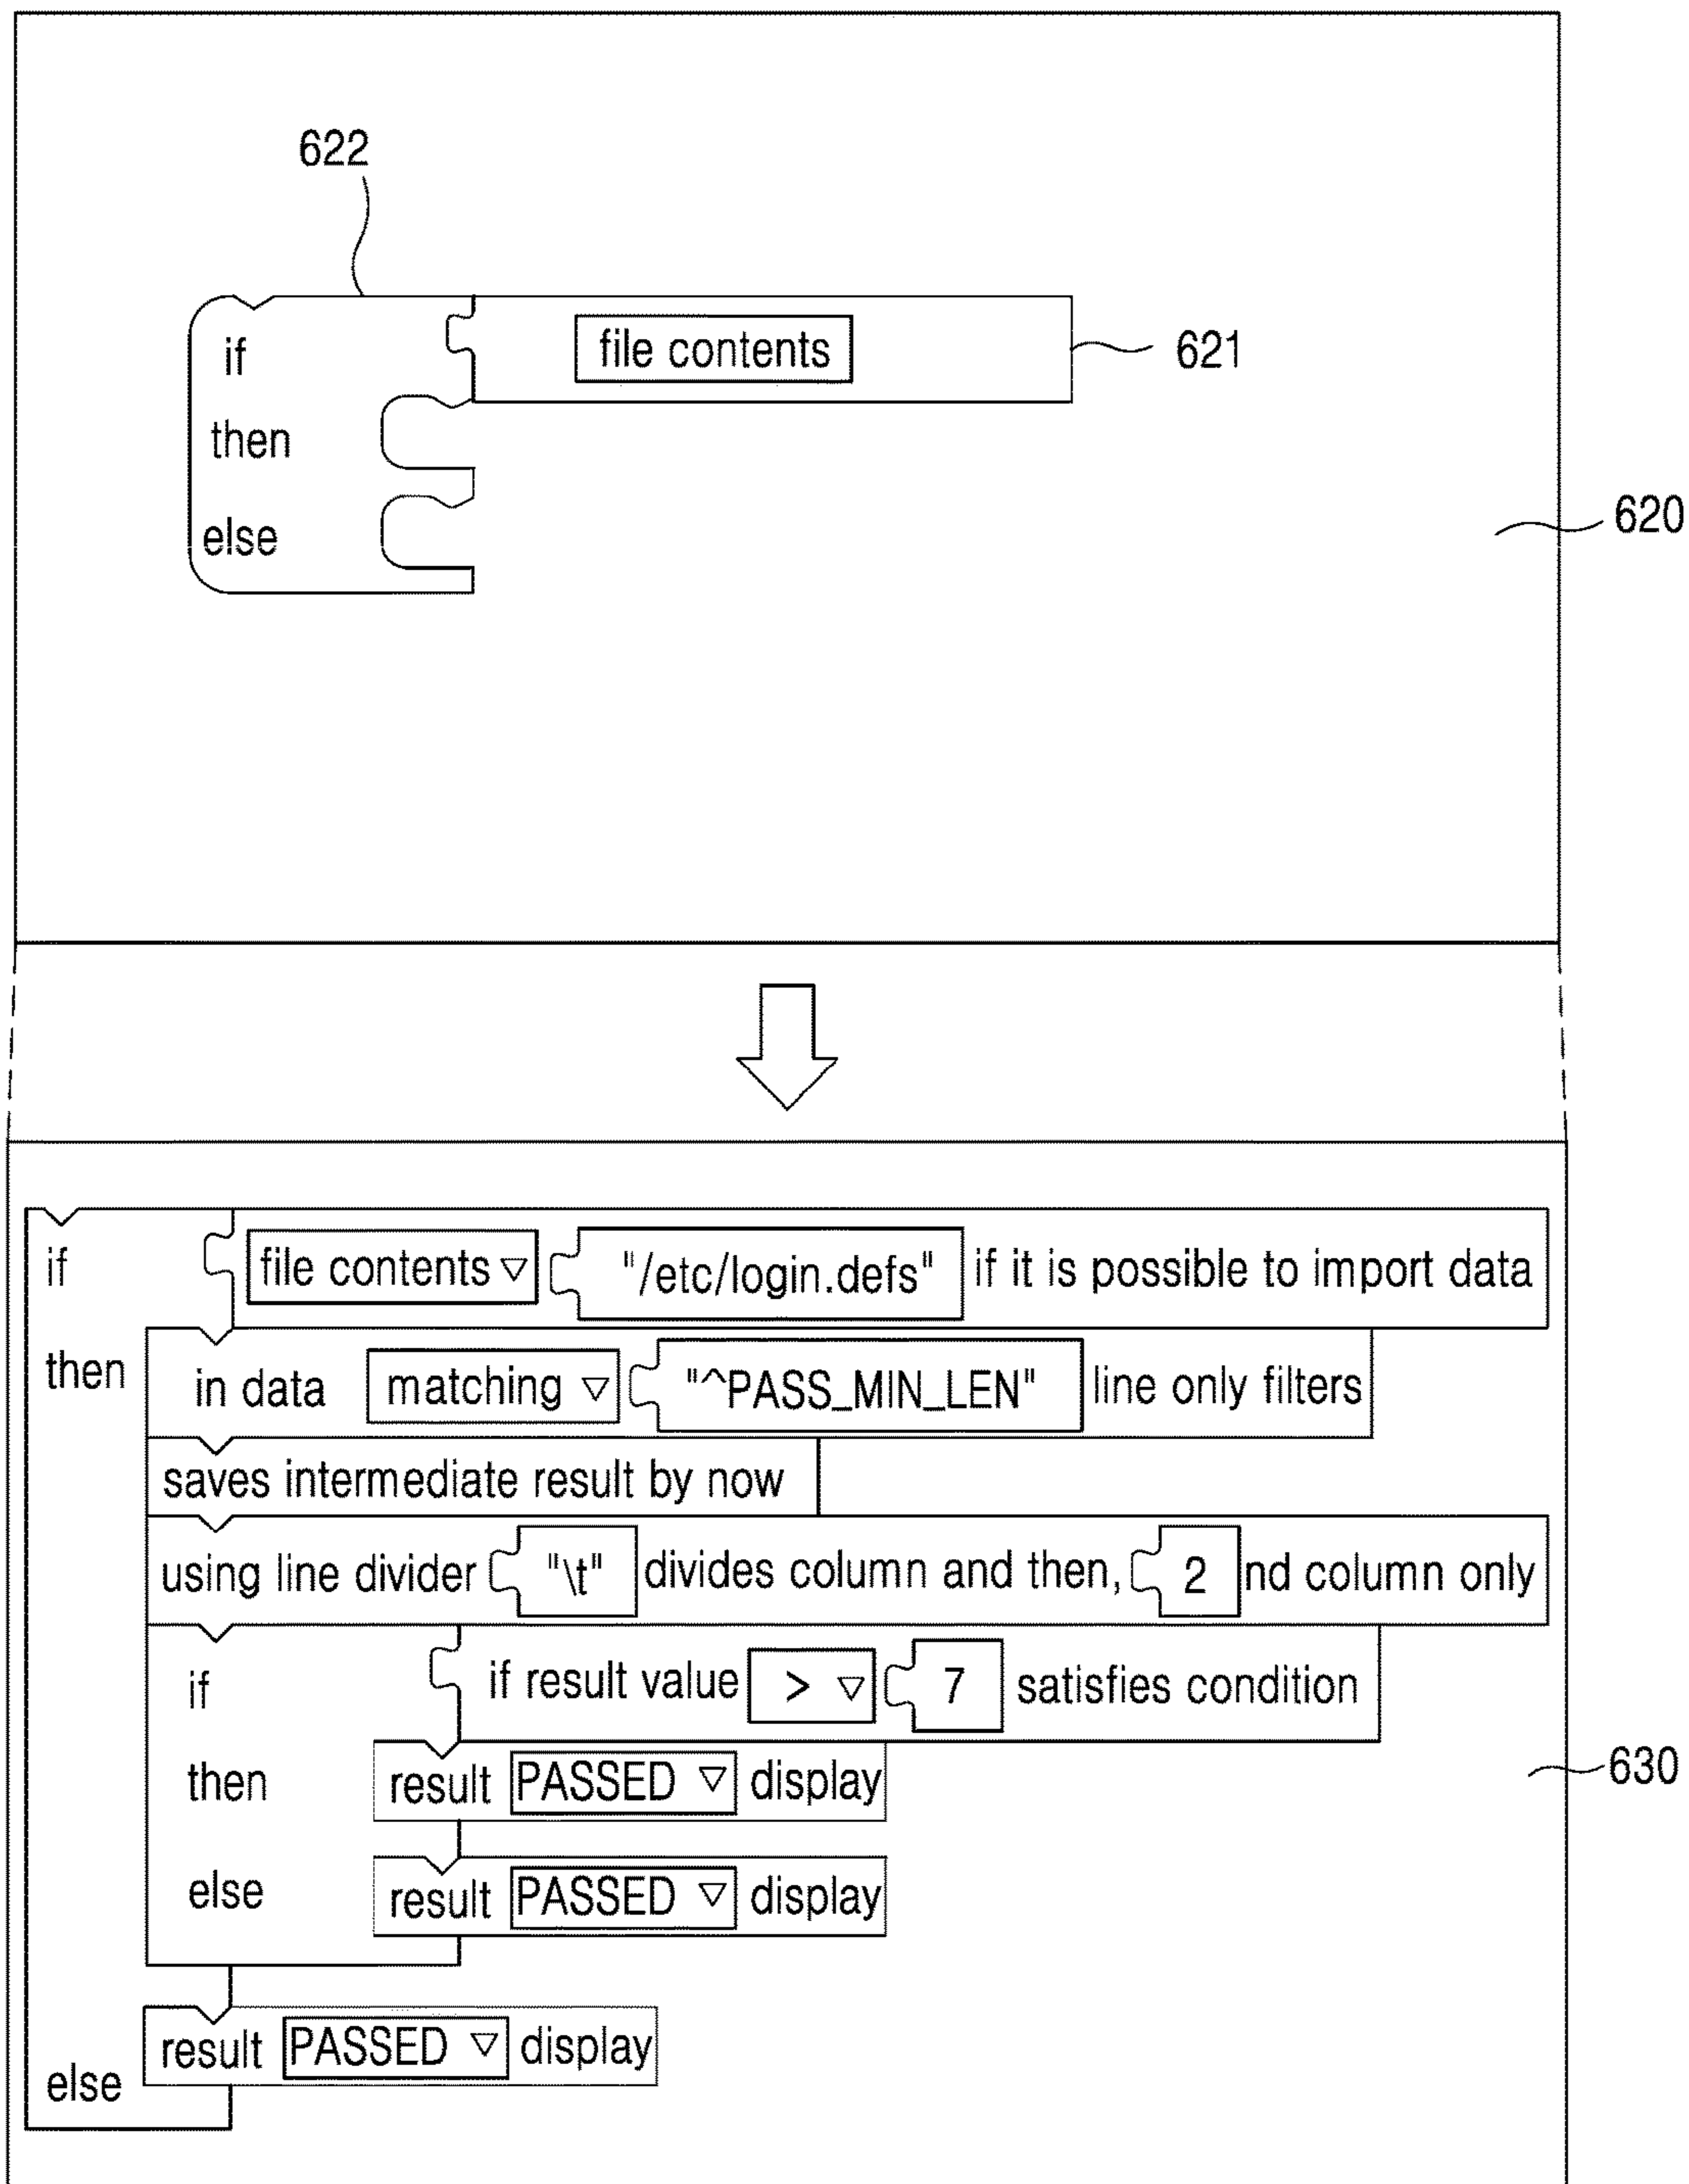 622
if file contents 621
then
else
620
if file contents ▽ "/etc/login.defs" if it is possible to import data
then in data matching ▽ "^PASS_MIN_LEN" line only filters
saves intermediate result by now
using line divider "\t" divides column and then, 2 nd column only
if if result value > ▽ 7 satisfies condition
then result PASSED ▽ display
630
else result PASSED ▽ display
result PASSED ▽ display
else